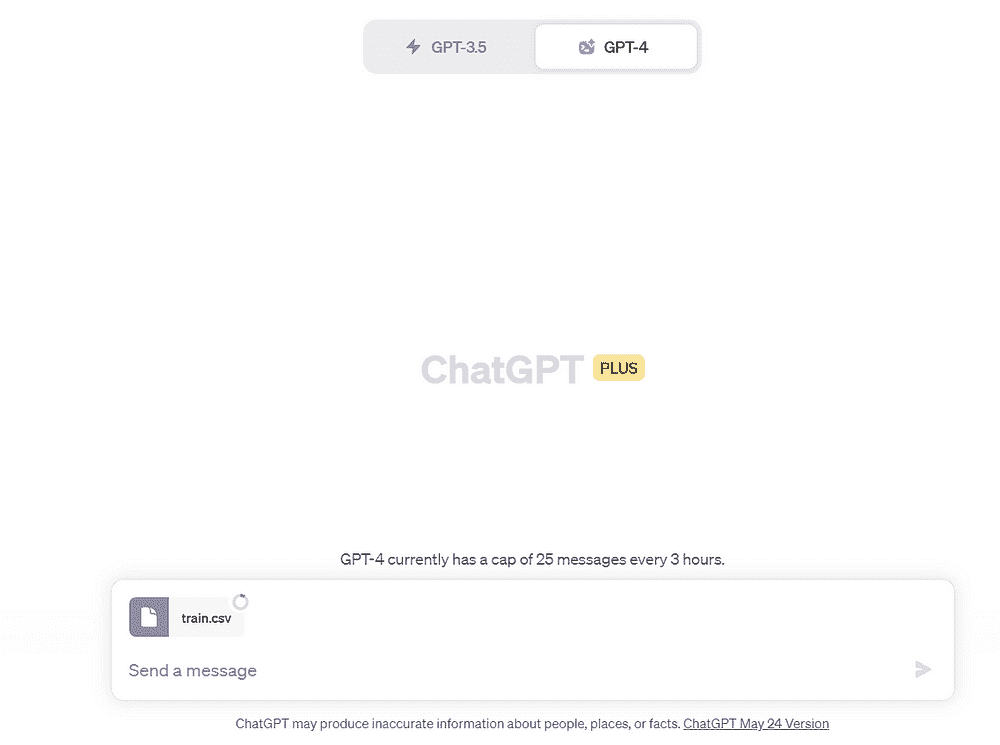 GPT-3.5
GPT-4
ChatGPT PLUS
GPT-4 currently has a cap of 25 messages every 3 hours.
train.csv
Send a message
ChatGPT may produce inaccurate information about people, places, or facts. ChatGPT May 24 Version